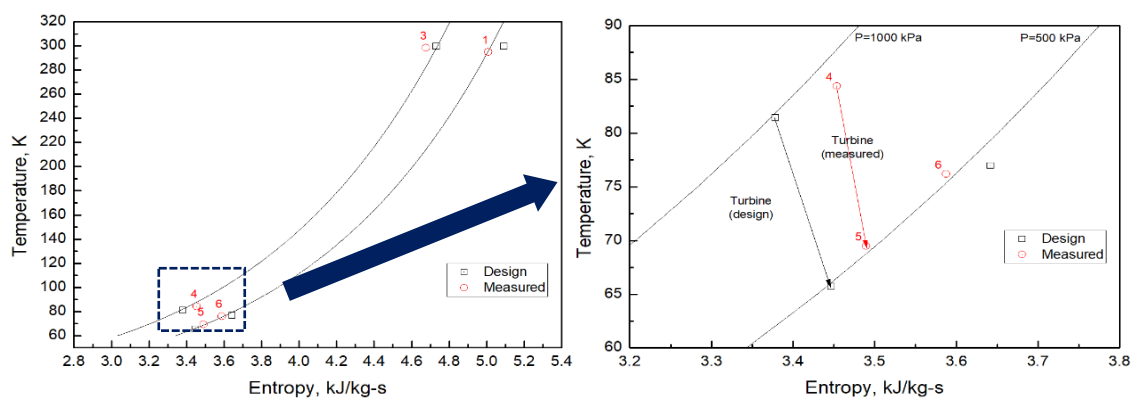 320
300
280
260
240
220
200
180
160
140
120
100
80
60
Temperature, K
3
1
4
5
6
Design
Measured
2.8 3.0 3.2 3.4 3.6 3.8 4.0 4.2 4.4 4.6 4.8 5.0 5.2 5.4
Entropy, kJ/kg-s
90
85
80
75
70
65
60
Temperature, K
P=1000 kPa
P=500 kPa
4
Turbine
(measured)
6
Turbine
(design)
5
Design
Measured
3.2 3.3 3.4 3.5 3.6 3.7 3.8
Entropy, kJ/kg-s